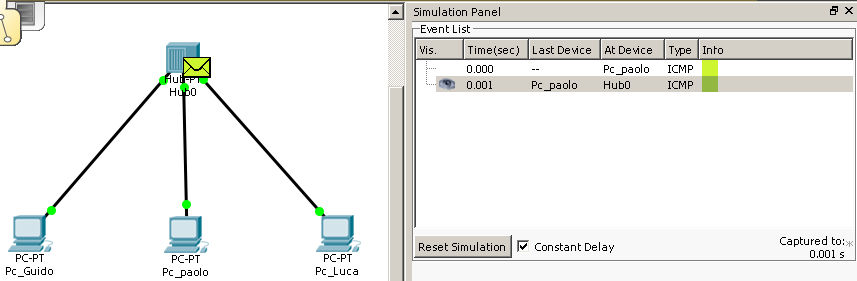 Hub-PT
Hub0
PC-PT
Pc_Guido
PC-PT
Pc_paolo
PC-PT
Pc_Luca
Simulation Panel
Event List
Vis. Time(sec) Last Device At Device Type Info
0.000 -- Pc_paolo ICMP
0.001 Pc_paolo Hub0 ICMP
Reset Simulation Constant Delay Captured to:
0.001 s